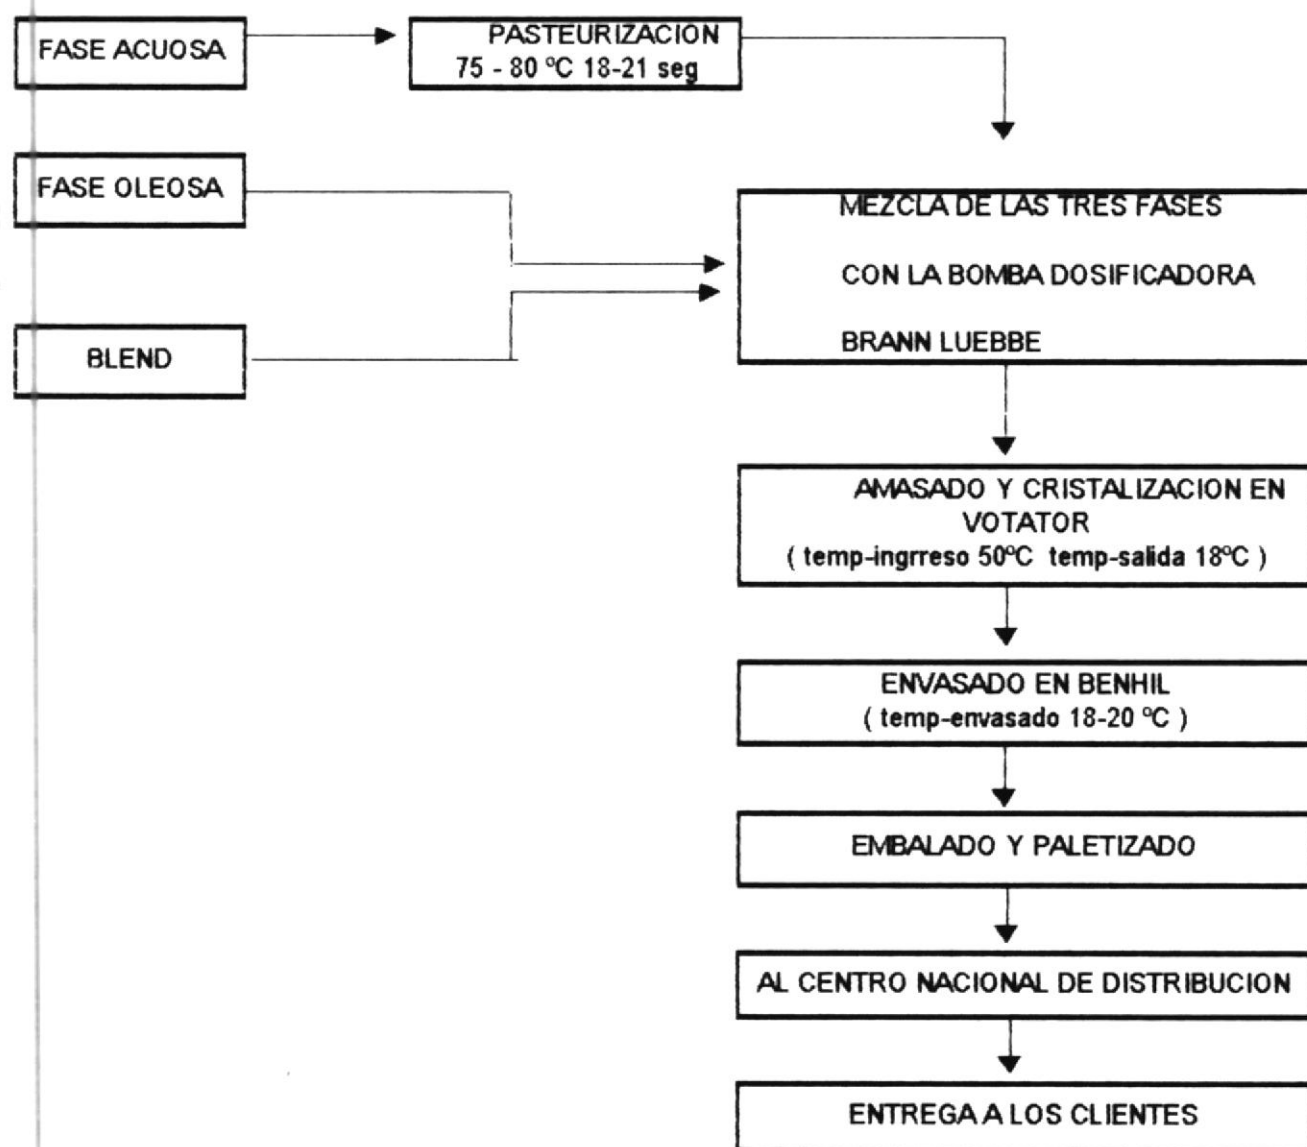 FASE ACUOSA
PASTEURIZACION
75 - 80 ºC 18-21 seg
FASE OLEOSA
BLEND
MEZCLA DE LAS TRES FASES
CON LA BOMBA DOSIFICADORA
BRANN LUEBBE
AMASADO Y CRISTALIZACION EN
VOTATOR
( temp-ingrreso 50ºC temp-salida 18ºC )
ENVASADO EN BENHIL
( temp-envasado 18-20 ºC )
EMBALADO Y PALETIZADO
AL CENTRO NACIONAL DE DISTRIBUCION
ENTREGA A LOS CLIENTES